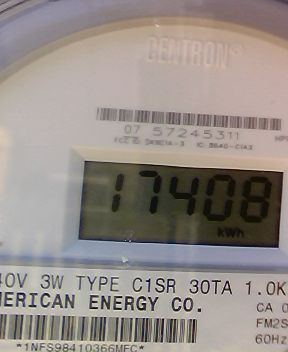 CENTRON®
07 57245311
17408
kWh
40V 3W TYPE C1SR 30TA 1.0K
MERICAN ENERGY CO.
CA 0
FM2S
60Hz
*1NFS98410366MFC*